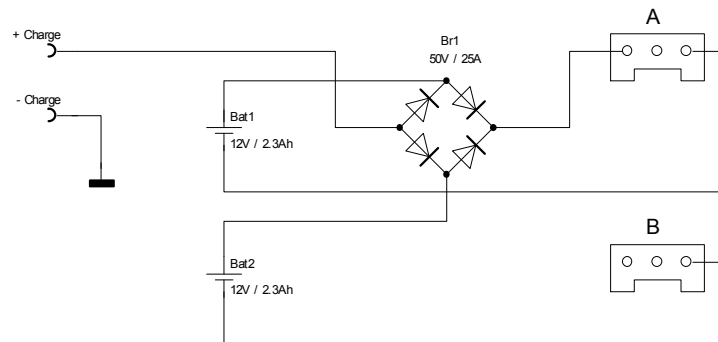 + Charge
- Charge
Br1
50V / 25A
A
Bat1
12V / 2.3Ah
B
Bat2
12V / 2.3Ah